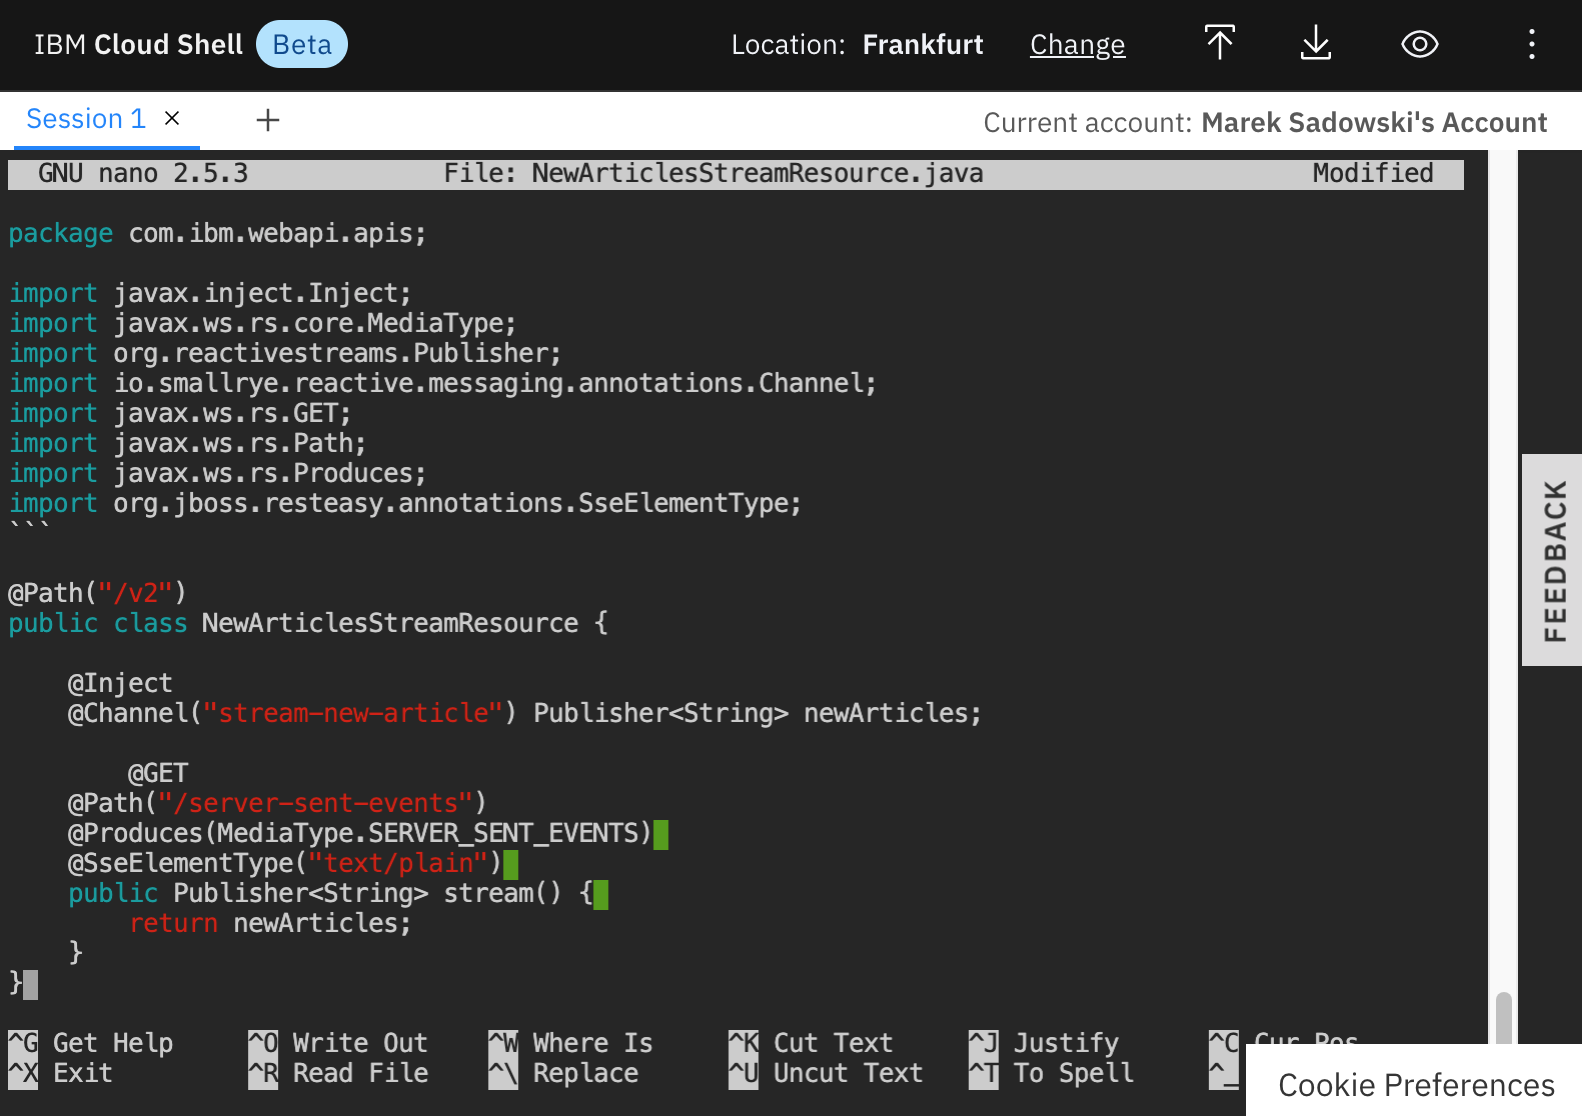 IBM Cloud Shell Beta Location: Frankfurt Change
Session 1 × + Current account: Marek Sadowski's Account
GNU nano 2.5.3 File: NewArticlesStreamResource.java Modified
package com.ibm.webapi.apis;
import javax.inject.Inject;
import javax.ws.rs.core.MediaType;
import org.reactivestreams.Publisher;
import io.smallrye.reactive.messaging.annotations.Channel;
import javax.ws.rs.GET;
import javax.ws.rs.Path;
import javax.ws.rs.Produces;
import org.jboss.resteasy.annotations.SseElementType;
```
@Path("/v2")
public class NewArticlesStreamResource {
@Inject
@Channel("stream-new-article") Publisher<String> newArticles;
@GET
@Path("/server-sent-events")
@Produces(MediaType.SERVER_SENT_EVENTS)
@SseElementType("text/plain")
public Publisher<String> stream() {
return newArticles;
}
}
^G Get Help ^O Write Out ^W Where Is ^K Cut Text ^J Justify ^C Cur Pos
^X Exit ^R Read File ^\ Replace ^U Uncut Text ^T To Spell ^_
FEEDBACK
Cookie Preferences